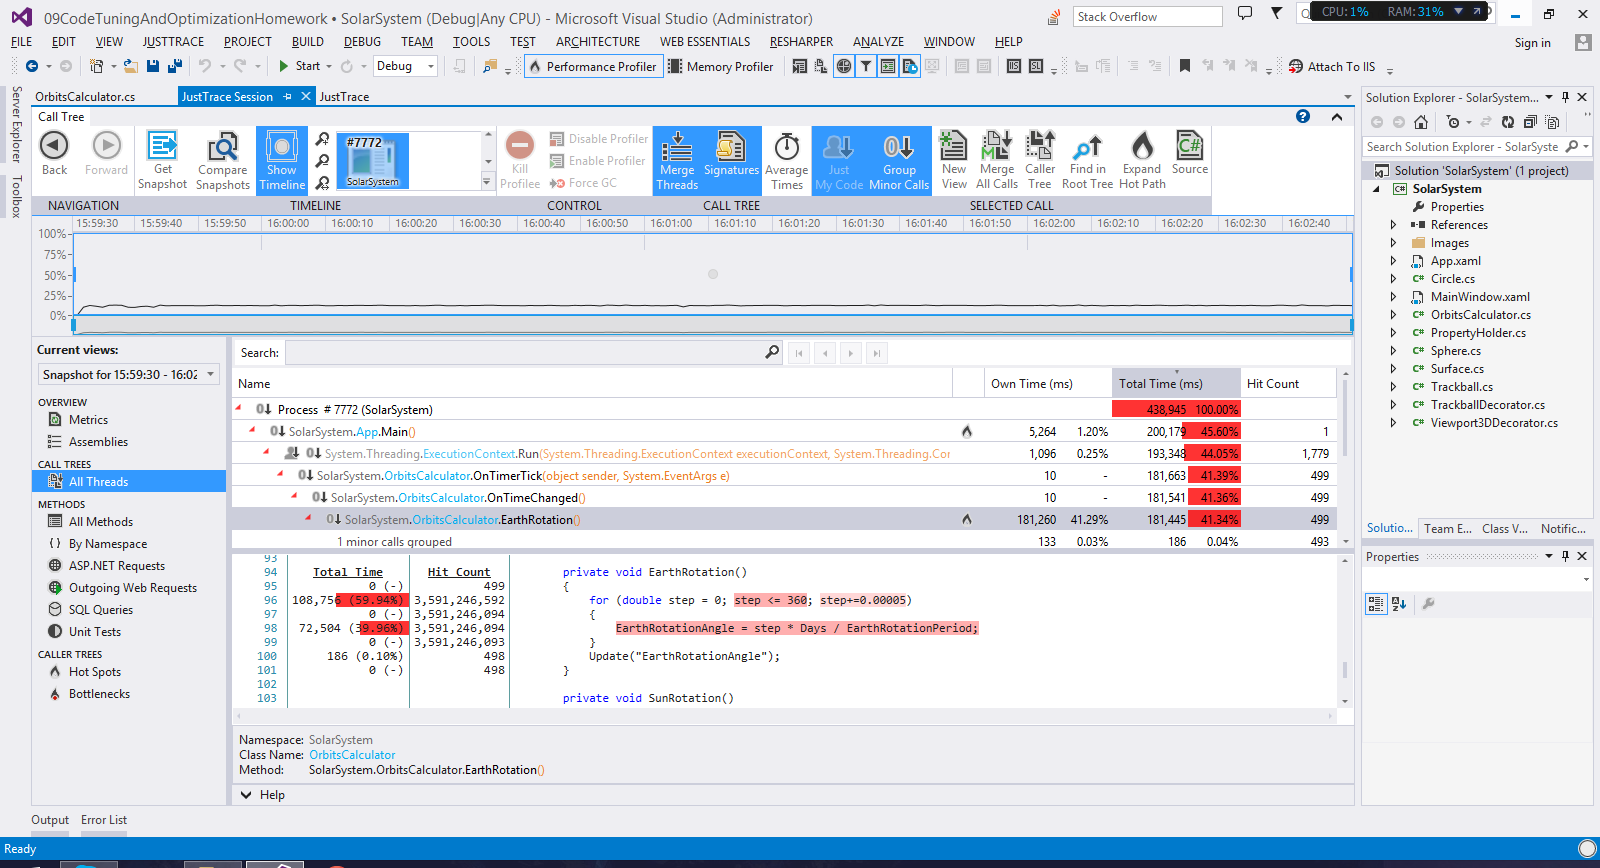 09CodeTuningAndOptimizationHomework • SolarSystem (Debug|Any CPU) - Microsoft Visual Studio (Administrator)
Stack Overflow
CPU:1% RAM:31%
FILE EDIT VIEW JUSTTRACE PROJECT BUILD DEBUG TEAM TOOLS TEST ARCHITECTURE WEB ESSENTIALS RESHARPER ANALYZE WINDOW HELP
Sign in
Start Debug Performance Profiler Memory Profiler Attach To IIS
Server Explorer
Toolbox
OrbitsCalculator.cs JustTrace Session JustTrace
Call Tree
Back
Forward
Get Snapshot
Compare Snapshots
Show Timeline
#7772
SolarSystem
Kill Profiler
Disable Profiler
Enable Profiler
Force GC
Merge Threads
Signatures
Average Times
Just My Code
Group Minor Calls
New View
Merge All Calls
Caller Tree
Find in Root Tree
Expand Hot Path
Source
NAVIGATION TIMELINE CONTROL CALL TREE SELECTED CALL
15:59:30 15:59:40 15:59:50 16:00:00 16:00:10 16:00:20 16:00:30 16:00:40 16:00:50 16:01:00 16:01:10 16:01:20 16:01:30 16:01:40 16:01:50 16:02:00 16:02:10 16:02:20 16:02:30 16:02:40
100%
75%
50%
25%
0%
Current views:
Snapshot for 15:59:30 - 16:02
OVERVIEW
Metrics
Assemblies
CALL TREES
All Threads
METHODS
All Methods
By Namespace
ASP.NET Requests
Outgoing Web Requests
SQL Queries
Unit Tests
CALLER TREES
Hot Spots
Bottlenecks
Search:
Name Own Time (ms) Total Time (ms) Hit Count
Process # 7772 (SolarSystem) 438,945 100.00%
SolarSystem.App.Main() 5,264 1.20% 200,179 45.60% 1
System.Threading.ExecutionContext.Run(System.Threading.ExecutionContext executionContext, System.Threading.Cor 1,096 0.25% 193,348 44.05% 1,779
SolarSystem.OrbitsCalculator.OnTimerTick(object sender, System.EventArgs e) 10 - 181,663 41.39% 499
SolarSystem.OrbitsCalculator.OnTimeChanged() 10 - 181,541 41.36% 499
SolarSystem.OrbitsCalculator.EarthRotation() 181,260 41.29% 181,445 41.34% 499
1 minor calls grouped 133 0.03% 186 0.04% 493
93
94 Total Time Hit Count private void EarthRotation()
95 0 (-) 499 {
96 108,756 (59.94%) 3,591,246,592 for (double step = 0; step <= 360; step+=0.00005)
97 0 (-) 3,591,246,094 {
98 72,504 (39.96%) 3,591,246,094 EarthRotationAngle = step * Days / EarthRotationPeriod;
99 0 (-) 3,591,246,093 }
100 186 (0.10%) 498 Update("EarthRotationAngle");
101 0 (-) 498 }
102
103 private void SunRotation()
Namespace: SolarSystem
Class Name: OrbitsCalculator
Method: SolarSystem.OrbitsCalculator.EarthRotation()
Help
Solution Explorer - SolarSystem...
Search Solution Explorer - SolarSyste
Solution 'SolarSystem' (1 project)
SolarSystem
Properties
References
Images
App.xaml
Circle.cs
MainWindow.xaml
OrbitsCalculator.cs
PropertyHolder.cs
Sphere.cs
Surface.cs
Trackball.cs
TrackballDecorator.cs
Viewport3DDecorator.cs
Solutio... Team E... Class V... Notific...
Properties
Output Error List
Ready